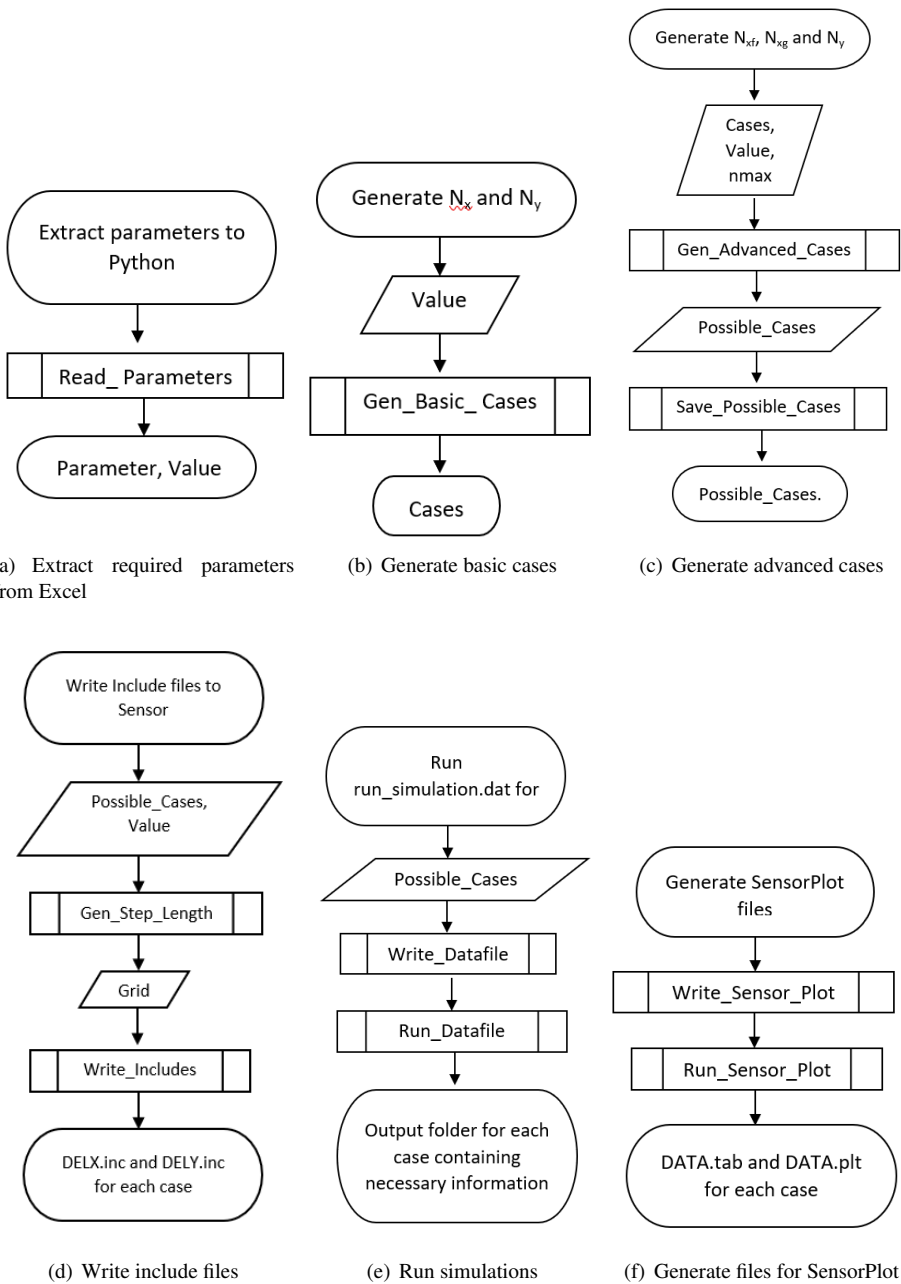 Extract parameters to
Python
Read_ Parameters
Parameter, Value
a) Extract required parameters
from Excel
Generate Nx and Ny
Value
Gen_Basic_ Cases
Cases
(b) Generate basic cases
Generate Nxf, Nxg and Ny
Cases,
Value,
nmax
Gen_Advanced_Cases
Possible_Cases
Save_Possible_Cases
Possible_Cases.
(c) Generate advanced cases
Write Include files to
Sensor
Possible_Cases,
Value
Gen_Step_Length
Grid
Write_Includes
DELX.inc and DELY.inc
for each case
(d) Write include files
Run
run_simulation.dat for
Possible_Cases
Write_Datafile
Run_Datafile
Output folder for each
case containing
necessary information
(e) Run simulations
Generate SensorPlot
files
Write_Sensor_Plot
Run_Sensor_Plot
DATA.tab and DATA.plt
for each case
(f) Generate files for SensorPlot